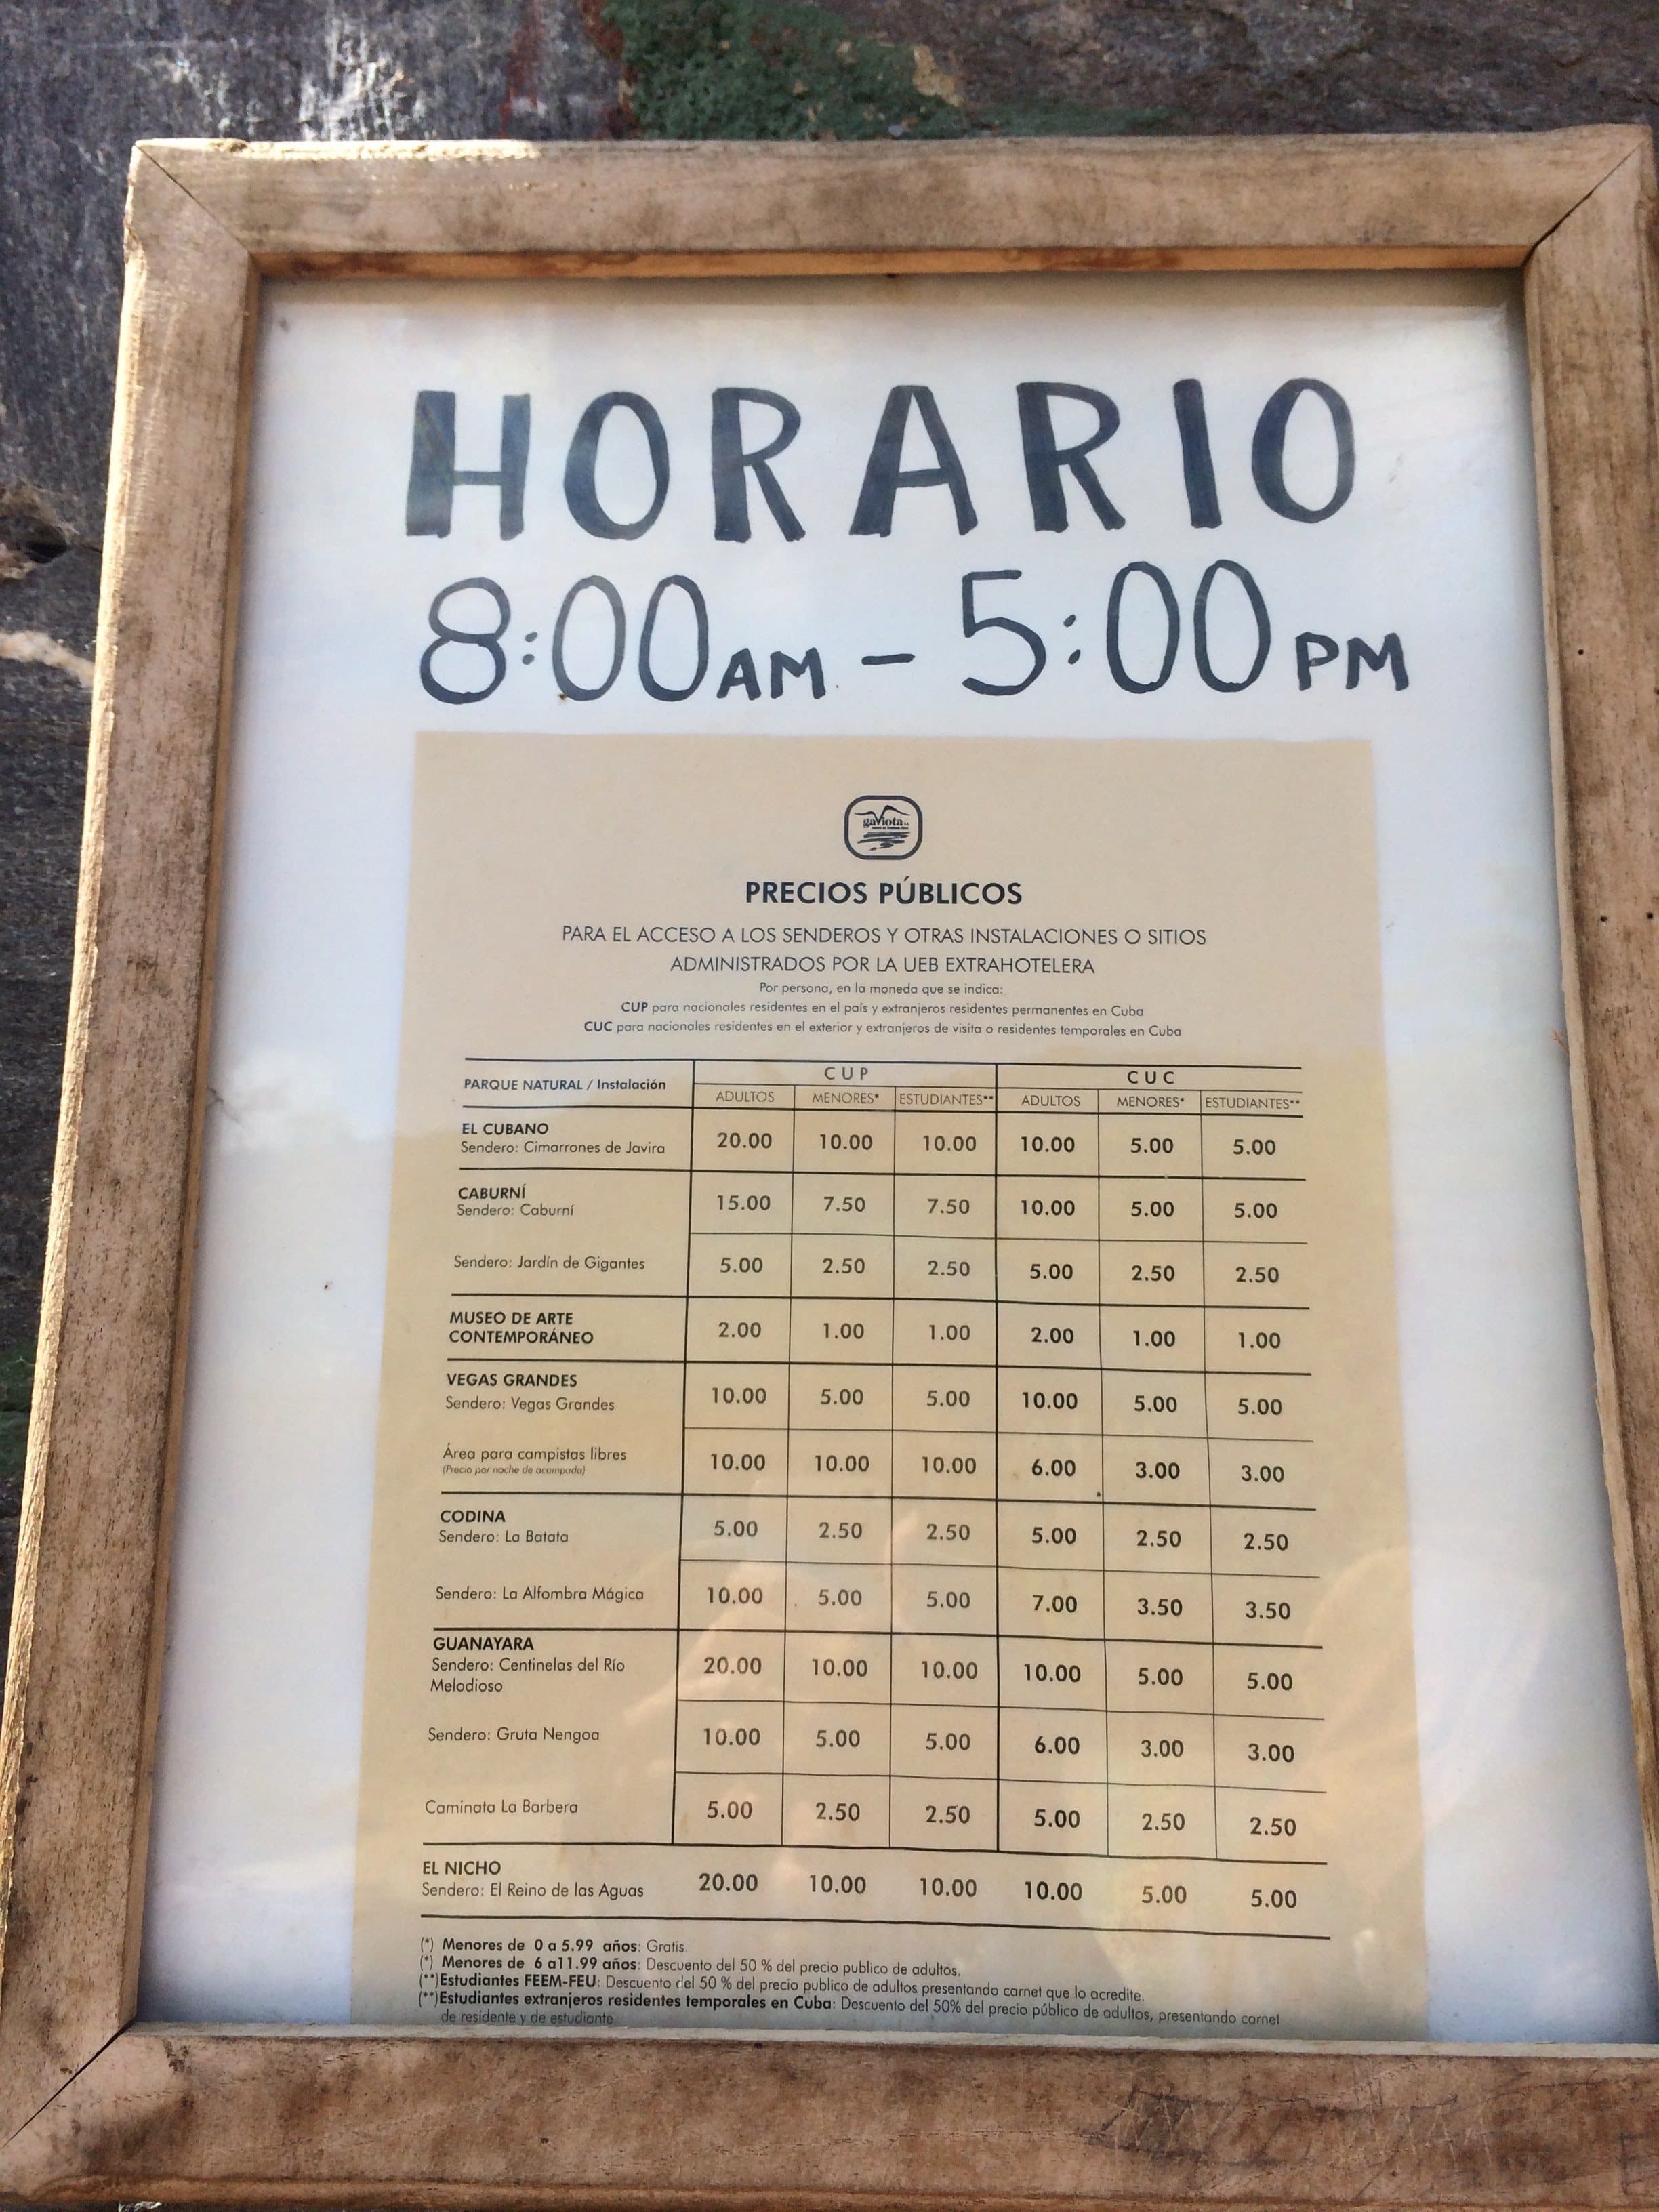 HORARIO
8:00AM - 5:00PM
gaviota
PRECIOS PÚBLICOS
PARA EL ACCESO A LOS SENDEROS Y OTRAS INSTALACIONES O SITIOS
ADMINISTRADOS POR LA UEB EXTRAHOTELERA
Por persona, en la moneda que se indica:
CUP para nacionales residentes en el país y extranjeros residentes permanentes en Cuba
CUC para nacionales residentes en el exterior y extranjeros de visita o residentes temporales en Cuba
PARQUE NATURAL / Instalación CUP CUC
ADULTOS MENORES* ESTUDIANTES** ADULTOS MENORES* ESTUDIANTES**
EL CUBANO
Sendero: Cimarrones de Javira 20.00 10.00 10.00 10.00 5.00 5.00
CABURNÍ
Sendero: Caburní 15.00 7.50 7.50 10.00 5.00 5.00
Sendero: Jardín de Gigantes 5.00 2.50 2.50 5.00 2.50 2.50
MUSEO DE ARTE
CONTEMPORÁNEO 2.00 1.00 1.00 2.00 1.00 1.00
VEGAS GRANDES
Sendero: Vegas Grandes 10.00 5.00 5.00 10.00 5.00 5.00
Área para campistas libres 10.00 10.00 10.00 6.00 3.00 3.00
(Precio por noche de acampada)
CODINA
Sendero: La Batata 5.00 2.50 2.50 5.00 2.50 2.50
Sendero: La Alfombra Mágica 10.00 5.00 5.00 7.00 3.50 3.50
GUANAYARA
Sendero: Centinelas del Río 20.00 10.00 10.00 10.00 5.00 5.00
Melodioso
Sendero: Gruta Nengoa 10.00 5.00 5.00 6.00 3.00 3.00
Caminata La Barbera 5.00 2.50 2.50 5.00 2.50 2.50
EL NICHO
Sendero: El Reino de las Aguas 20.00 10.00 10.00 10.00 5.00 5.00
(*) Menores de 0 a 5.99 años: Gratis.
(*) Menores de 6 a11.99 años: Descuento del 50 % del precio publico de adultos.
(**)Estudiantes FEEM-FEU: Descuento del 50 % del precio publico de adultos presentando carnet que lo acredite.
(**)Estudiantes extranjeros residentes temporales en Cuba: Descuento del 50% del precio público de adultos, presentando carnet
de residente y de estudiante